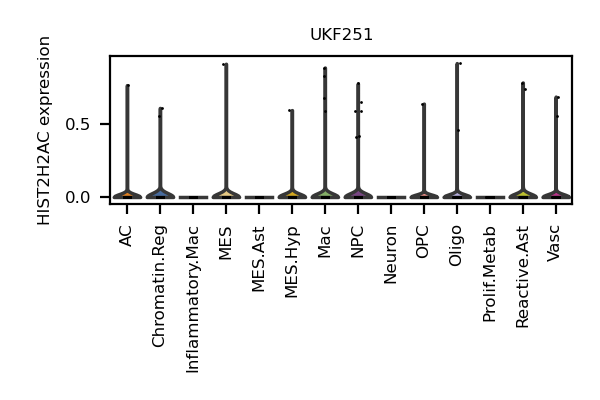 UKF251
HIST2H2AC expression
0.5
0.0
AC
Chromatin.Reg
Inflammatory.Mac
MES
MES.Ast
MES.Hyp
Mac
NPC
Neuron
OPC
Oligo
Prolif.Metab
Reactive.Ast
Vasc